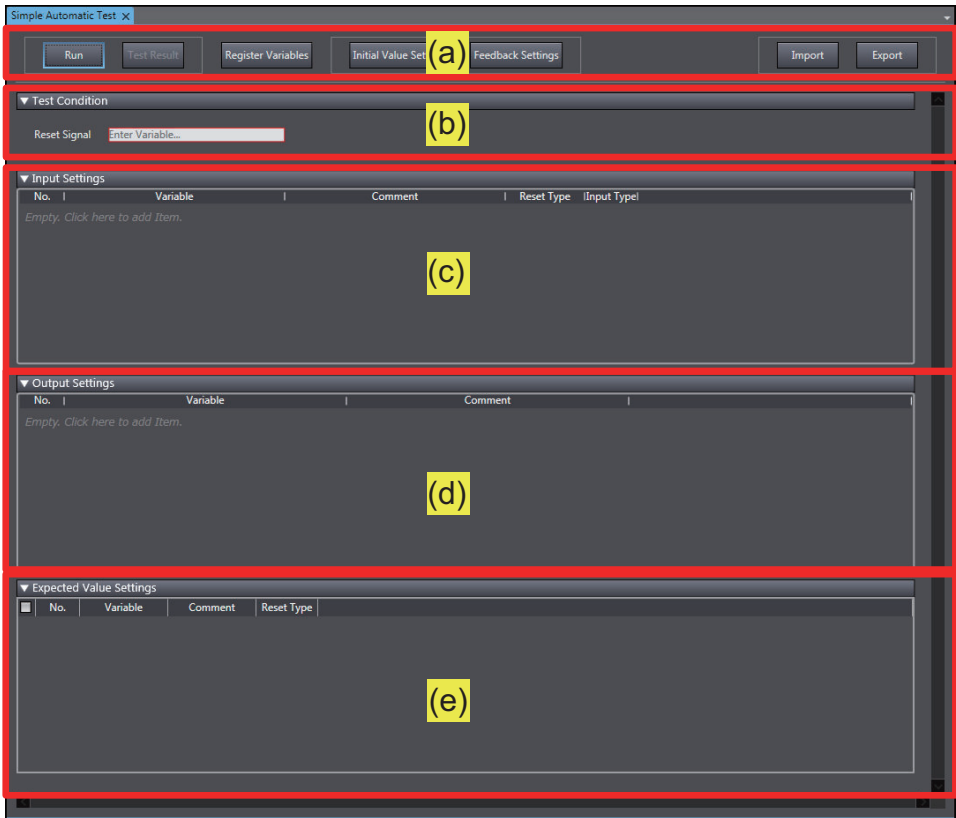 Simple Automatic Test ×
Run Test Result Register Variables Initial Value Set (a) Feedback Settings Import Export
▼ Test Condition
(b)
Reset Signal Enter Variable...
▼ Input Settings
No. Variable Comment Reset Type Input Type
Empty. Click here to add Item.
(c)
▼ Output Settings
No. Variable Comment
Empty. Click here to add Item.
(d)
▼ Expected Value Settings
No. Variable Comment Reset Type
(e)